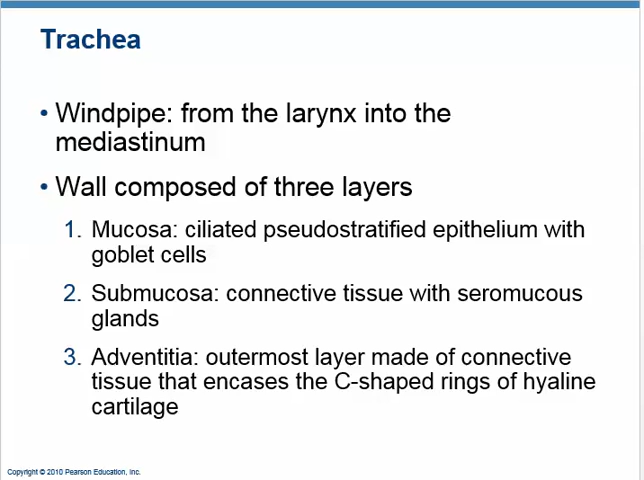 Trachea
• Windpipe: from the larynx into the
mediastinum
• Wall composed of three layers
1. Mucosa: ciliated pseudostratified epithelium with
goblet cells
2. Submucosa: connective tissue with seromucous
glands
3. Adventitia: outermost layer made of connective
tissue that encases the C-shaped rings of hyaline
cartilage
Copyright © 2010 Pearson Education, Inc.